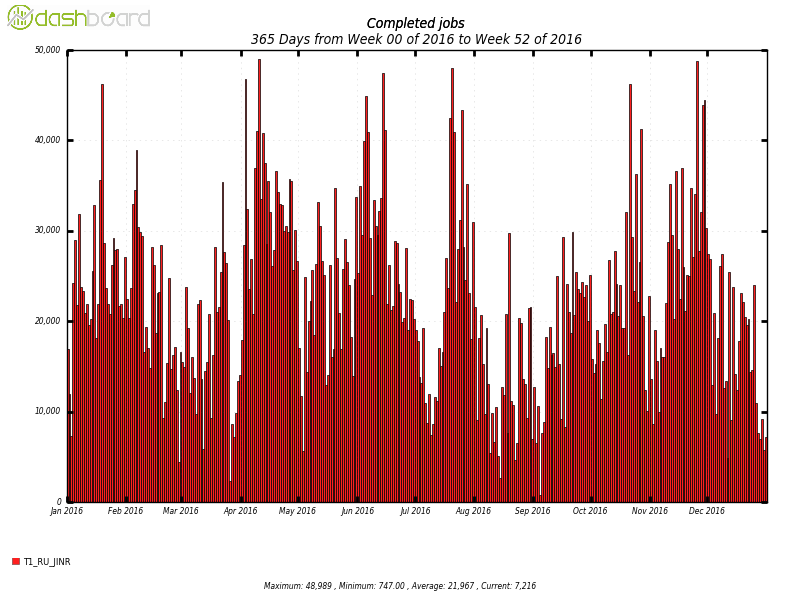 dashboard
Completed jobs
365 Days from Week 00 of 2016 to Week 52 of 2016
50,000
40,000
30,000
20,000
10,000
0
Jan 2016 Feb 2016 Mar 2016 Apr 2016 May 2016 Jun 2016 Jul 2016 Aug 2016 Sep 2016 Oct 2016 Nov 2016 Dec 2016
T1_RU_JINR
Maximum: 48,989 , Minimum: 747.00 , Average: 21,967 , Current: 7,216